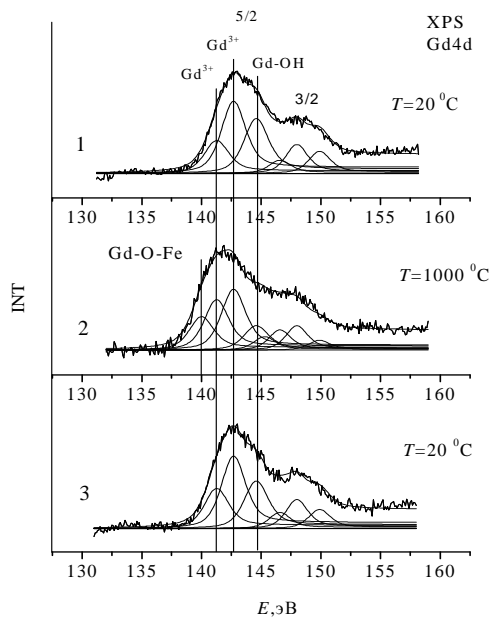 5/2
XPS
Gd4d
Gd³⁺
Gd³⁺
Gd-OH
3/2
T=20 ⁰C
1
130 135 140 145 150 155 160
Gd-O-Fe
T=1000 ⁰C
INT
2
130 135 140 145 150 155 160
T=20 ⁰C
3
130 135 140 145 150 155 160
E,эВ